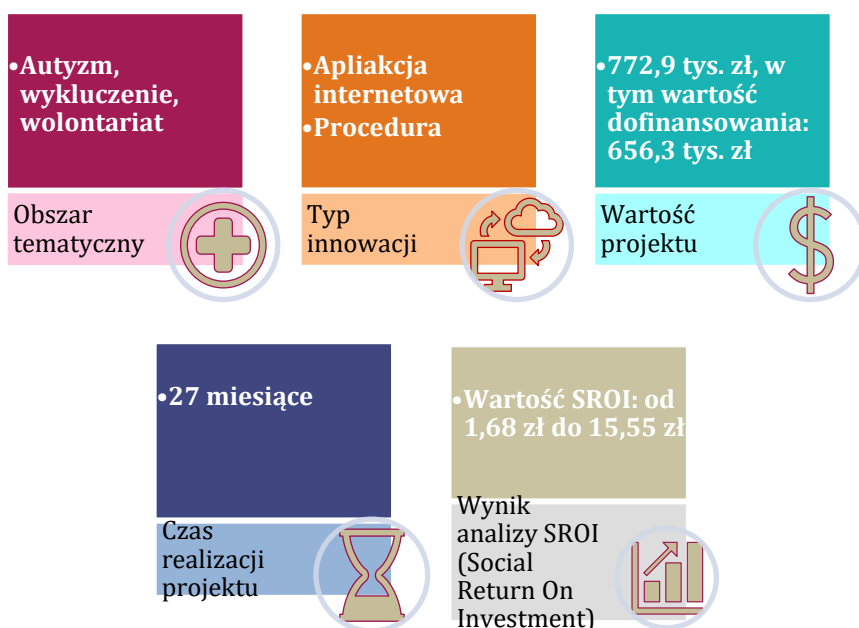 •Autyzm,
wykluczenie,
wolontariat
Obszar
tematyczny
•Apliakcja
internetowa
•Procedura
Typ
innowacji
•772,9 tys. zł, w
tym wartość
dofinansowania:
656,3 tys. zł
Wartość
projektu
•27 miesiące
Czas
realizacji
projektu
•Wartość SROI: od
1,68 zł do 15,55 zł
Wynik
analizy SROI
(Social
Return On
Investment)